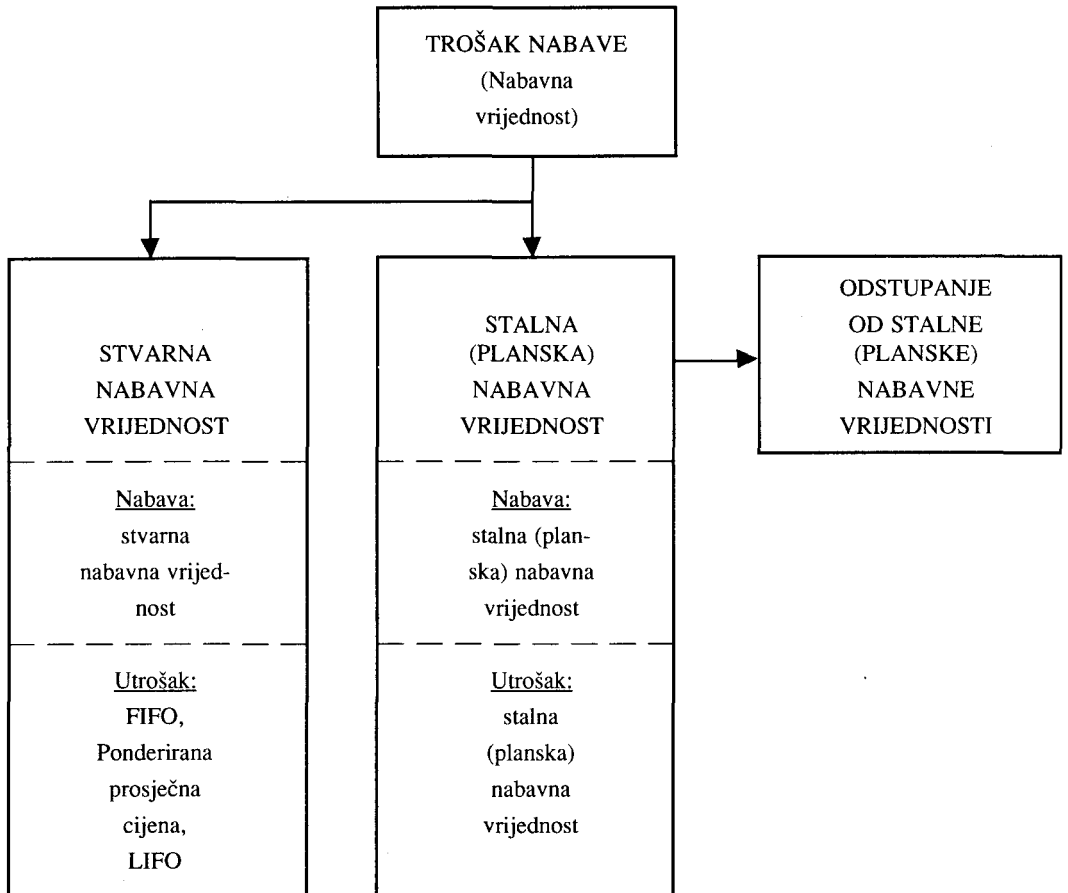 TROŠAK NABAVE
(Nabavna
vrijednost)
STVARNA
NABAVNA
VRIJEDNOST
Nabava:
stvarna
nabavna vrijed-
nost
Utrošak:
FIFO,
Ponderirana
prosječna
cijena,
LIFO
STALNA
(PLANSKA)
NABAVNA
VRIJEDNOST
Nabava:
stalna (plan-
ska) nabavna
vrijednost
Utrošak:
stalna
(planska)
nabavna
vrijednost
ODSTUPANJE
OD STALNE
(PLANSKE)
NABAVNE
VRIJEDNOSTI